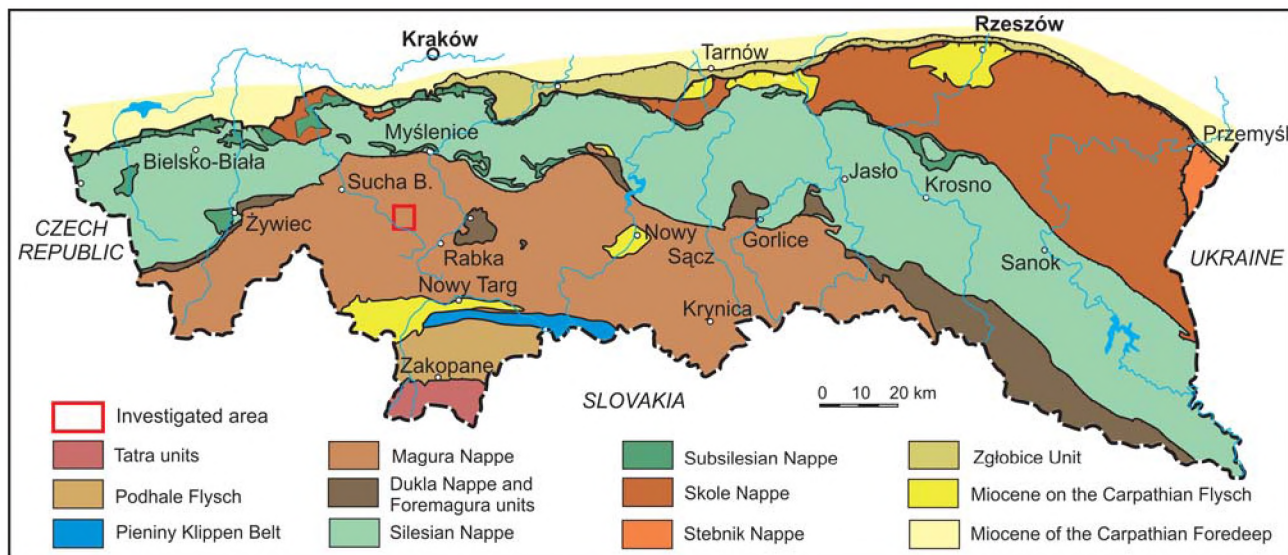 Kraków
Rzeszów
Tarnów
Przemyśl
Myślenice
Bielsko-Biała
Jasło
Krosno
Sucha B.
CZECH
REPUBLIC
Żywiec
Rabka
Nowy
Sącz
Gorlice
Sanok
UKRAINE
Nowy Targ
Krynica
Zakopane
0 10 20 km
SLOVAKIA
Investigated area
Tatra units
Podhale Flysch
Pieniny Klippen Belt
Magura Nappe
Dukla Nappe and
Foremagura units
Silesian Nappe
Subsilesian Nappe
Skole Nappe
Stebnik Nappe
Zgłobice Unit
Miocene on the Carpathian Flysch
Miocene of the Carpathian Foredeep